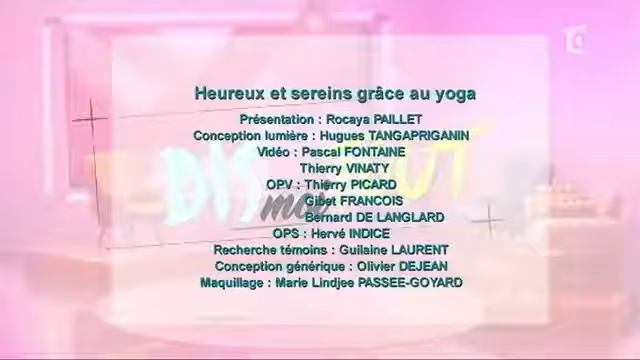 Heureux et sereins grâce au yoga
Présentation : Rocaya PAILLET
Conception lumière : Hugues TANGAPRIGANIN
Vidéo : Pascal FONTAINE
Thierry VINATY
OPV : Thierry PICARD
Gibet FRANCOIS
Bernard DE LANGLARD
OPS : Hervé INDICE
Recherche témoins : Guilaine LAURENT
Conception générique : Olivier DEJEAN
Maquillage : Marie Lindjee PASSEE-GOYARD
DIS
moi